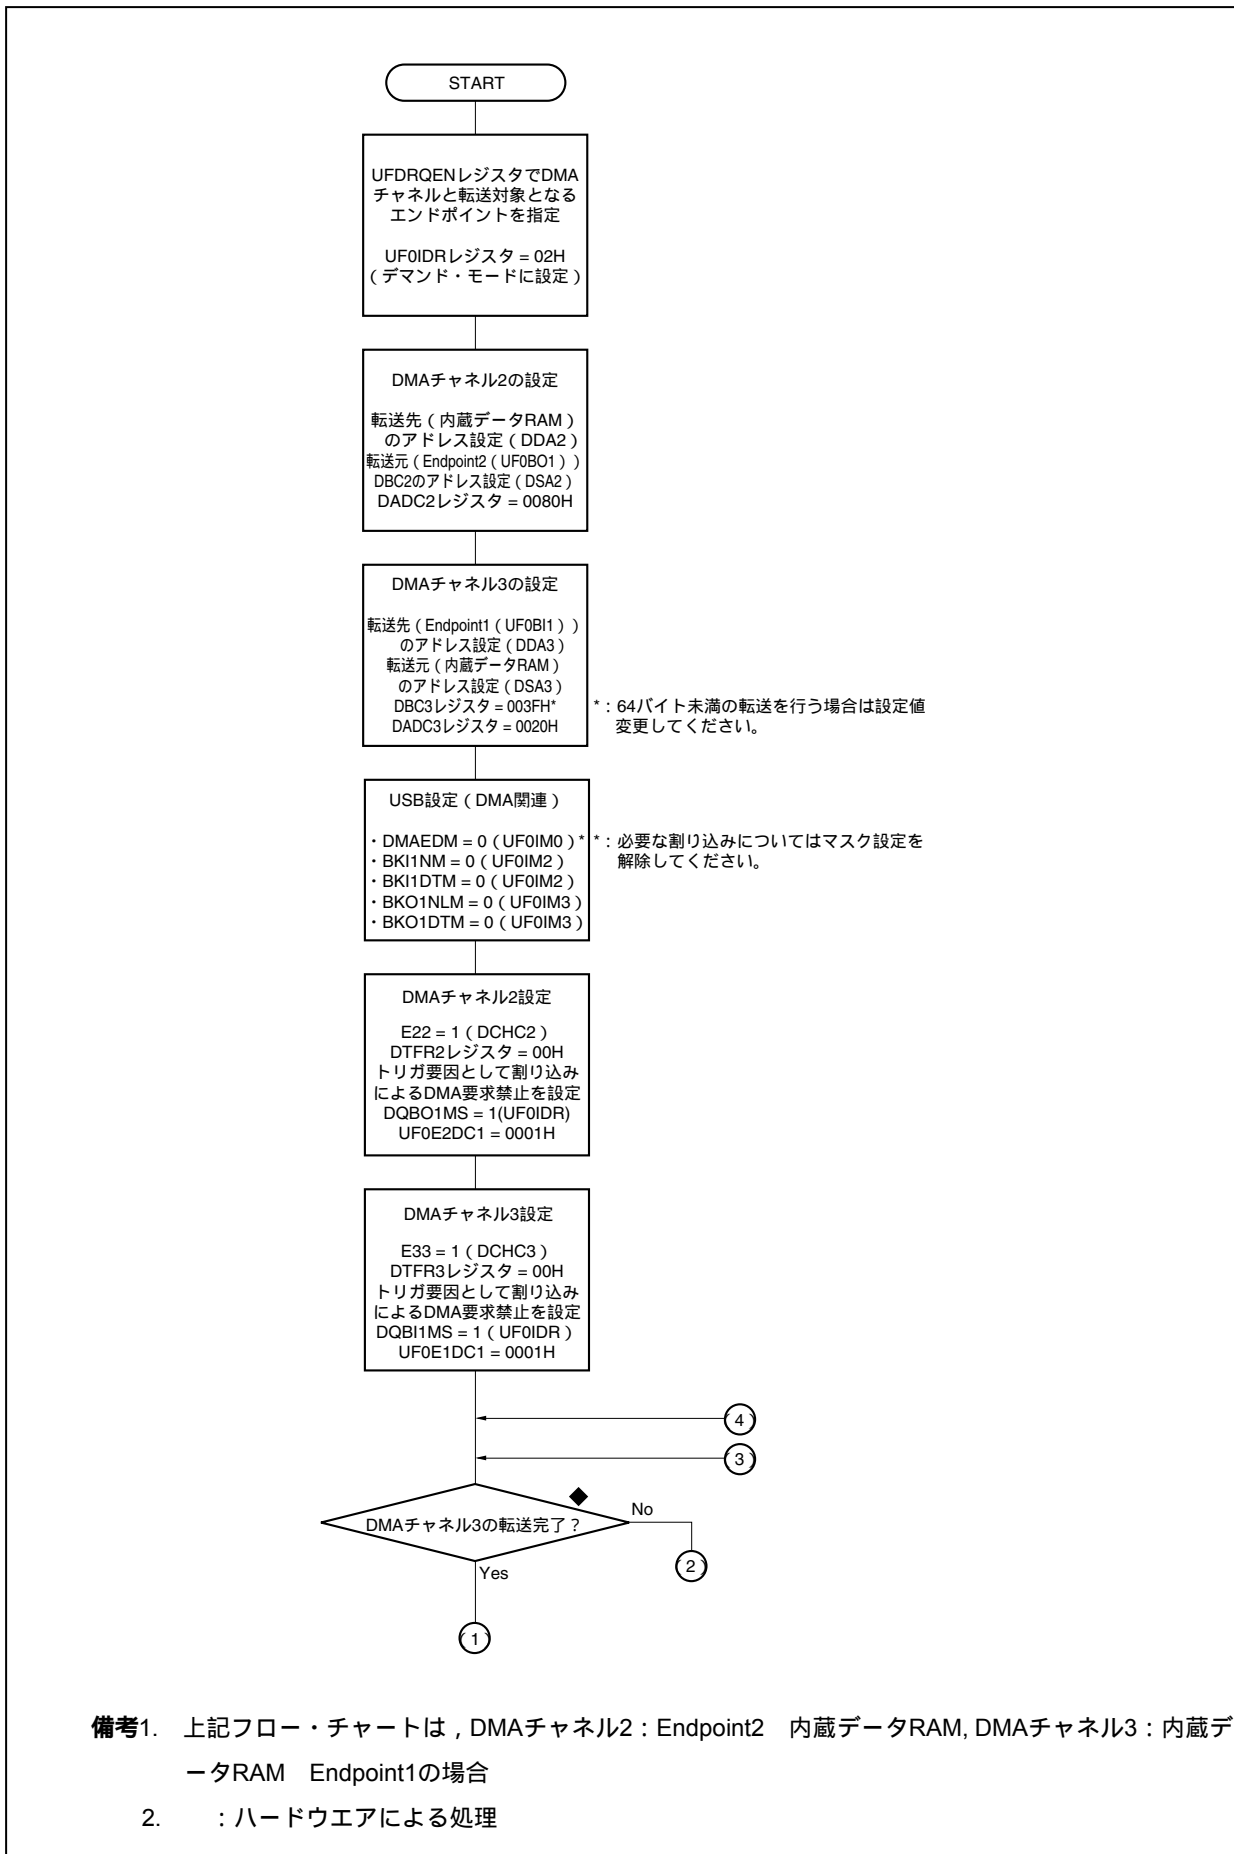 START
UFDRQENレジスタでDMA
チャネルと転送対象となる
エンドポイントを指定
UF0IDRレジスタ = 02H
（デマンド・モードに設定）
DMAチャネル2の設定
転送先（内蔵データRAM）
のアドレス設定（DDA2）
転送元（Endpoint2（UF0BO1））
DBC2のアドレス設定（DSA2）
DADC2レジスタ = 0080H
DMAチャネル3の設定
転送先（Endpoint1（UF0BI1））
のアドレス設定（DDA3）
転送元（内蔵データRAM）
のアドレス設定（DSA3）
DBC3レジスタ = 003FH*
DADC3レジスタ = 0020H
*：64バイト未満の転送を行う場合は設定値
変更してください。
USB設定（DMA関連）
・DMAEDM = 0（UF0IM0）*
・BKI1NM = 0（UF0IM2）
・BKI1DTM = 0（UF0IM2）
・BKO1NLM = 0（UF0IM3）
・BKO1DTM = 0（UF0IM3）
*：必要な割り込みについてはマスク設定を
解除してください。
DMAチャネル2設定
E22 = 1（DCHC2）
DTFR2レジスタ = 00H
トリガ要因として割り込み
によるDMA要求禁止を設定
DQBO1MS = 1(UF0IDR)
UF0E2DC1 = 0001H
DMAチャネル3設定
E33 = 1（DCHC3）
DTFR3レジスタ = 00H
トリガ要因として割り込み
によるDMA要求禁止を設定
DQBI1MS = 1（UF0IDR）
UF0E1DC1 = 0001H
(4)
(3)
DMAチャネル3の転送完了？
No
(2)
Yes
(1)
備考1. 上記フロー・チャートは，DMAチャネル2：Endpoint2　内蔵データRAM, DMAチャネル3：内蔵デ
ータRAM　Endpoint1の場合
2. ：ハードウエアによる処理